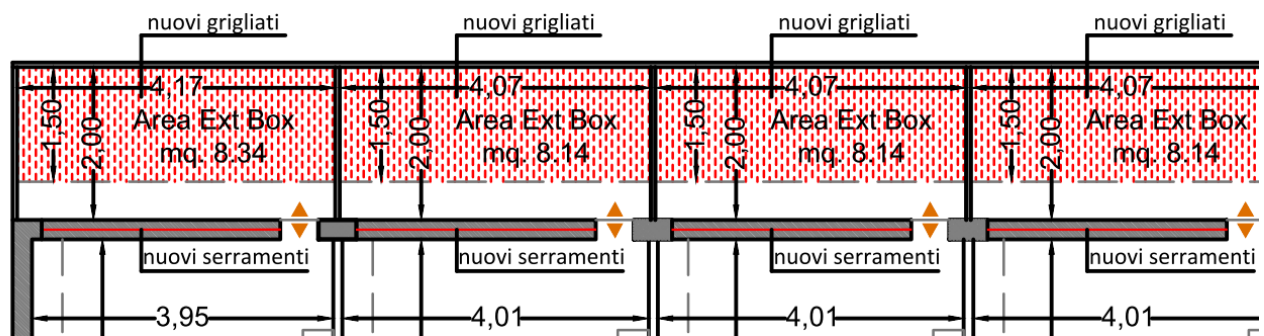 nuovi grigliati
nuovi grigliati
nuovi grigliati
nuovi grigliati
4,17
4,07
4,07
4,07
1,50
2,00
Area Ext Box
mq. 8.34
1,50
2,00
Area Ext Box
mq. 8.14
1,50
2,00
Area Ext Box
mq. 8.14
1,50
2,00
Area Ext Box
mq. 8.14
nuovi serramenti
nuovi serramenti
nuovi serramenti
nuovi serramenti
3,95
4,01
4,01
4,01